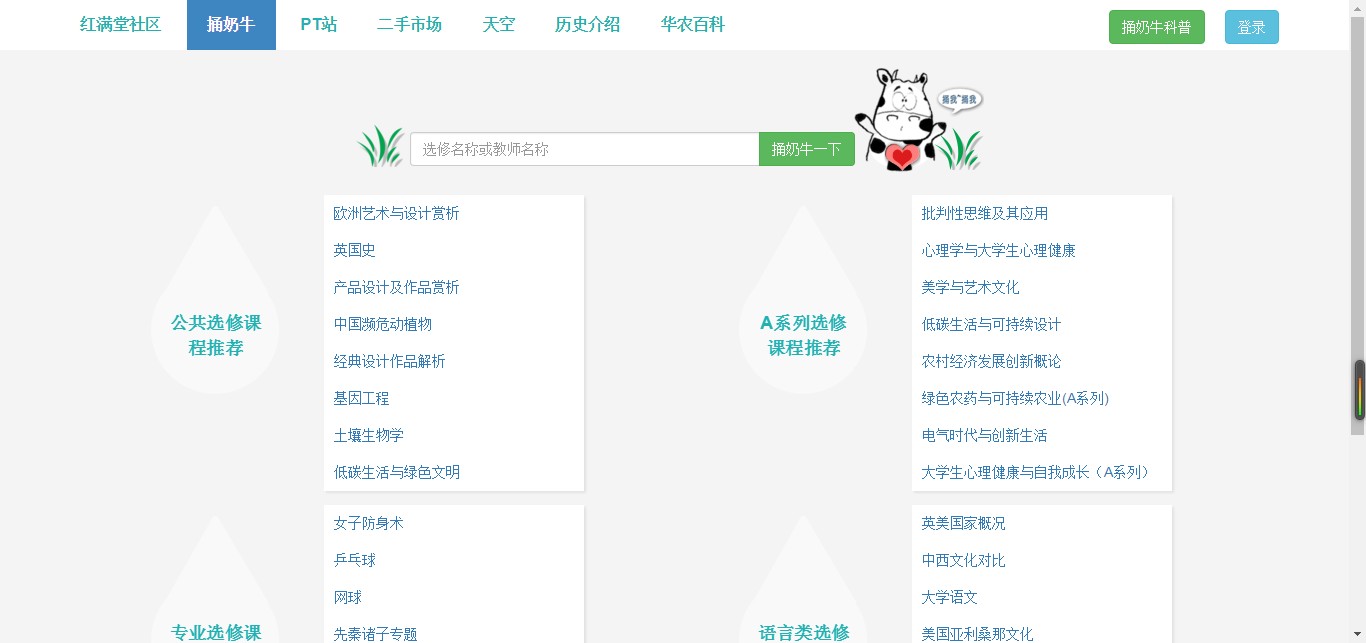 红满堂社区
捅奶牛
PT站
二手市场
天空
历史介绍
华农百科
捅奶牛科普
登录
捅我~捅我
选修名称或教师名称
捅奶牛一下
公共选修课
程推荐
欧洲艺术与设计赏析
英国史
产品设计及作品赏析
中国濒危动植物
经典设计作品解析
基因工程
土壤生物学
低碳生活与绿色文明
A系列选修
课程推荐
批判性思维及其应用
心理学与大学生心理健康
美学与艺术文化
低碳生活与可持续设计
农村经济发展创新概论
绿色农药与可持续农业(A系列)
电气时代与创新生活
大学生心理健康与自我成长（A系列）
专业选修课
女子防身术
乒乓球
网球
先秦诸子专题
语言类选修
英美国家概况
中西文化对比
大学语文
美国亚利桑那文化